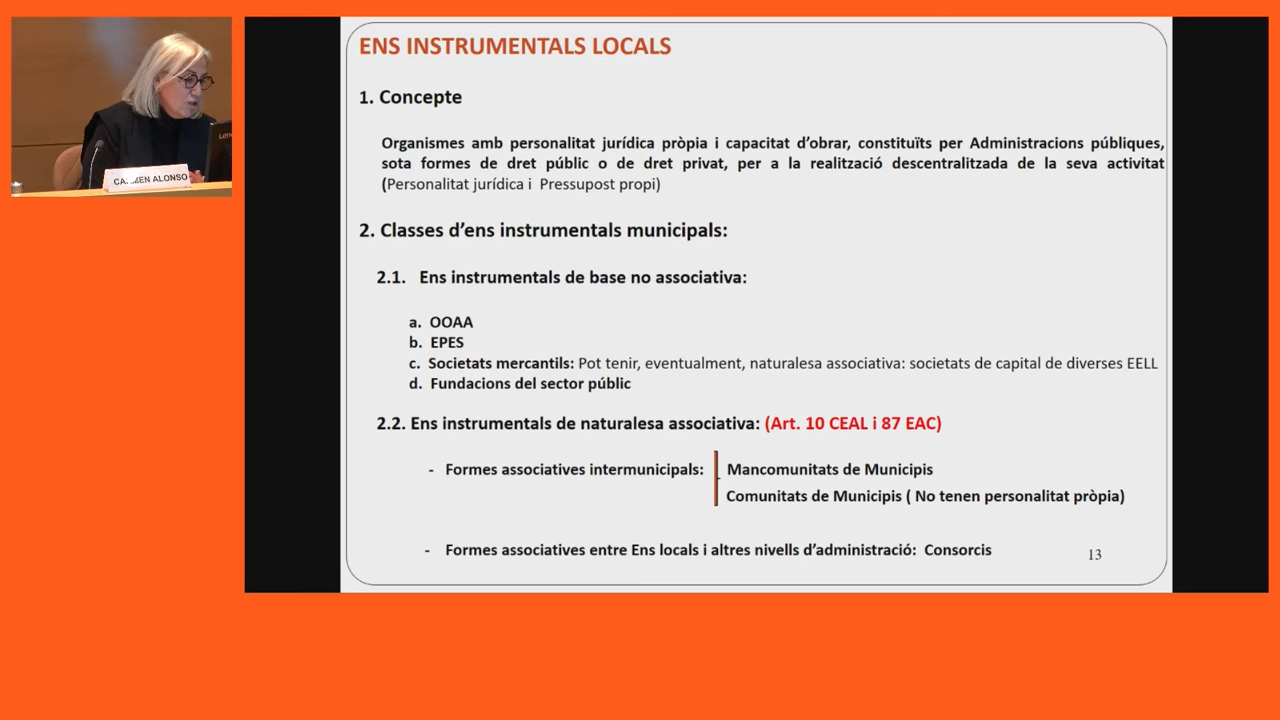 CARMEN ALONSO
Leno
ENS INSTRUMENTALS LOCALS
1. Concepte
Organismes amb personalitat jurídica pròpia i capacitat d’obrar, constituïts per Administracions públiques,
sota formes de dret públic o de dret privat, per a la realització descentralitzada de la seva activitat
(Personalitat jurídica i Pressupost propi)
2. Classes d’ens instrumentals municipals:
2.1. Ens instrumentals de base no associativa:
a. OOAA
b. EPES
c. Societats mercantils: Pot tenir, eventualment, naturalesa associativa: societats de capital de diverses EELL
d. Fundacions del sector públic
2.2. Ens instrumentals de naturalesa associativa: (Art. 10 CEAL i 87 EAC)
- Formes associatives intermunicipals:
Mancomunitats de Municipis
Comunitats de Municipis ( No tenen personalitat pròpia)
- Formes associatives entre Ens locals i altres nivells d’administració: Consorcis
13